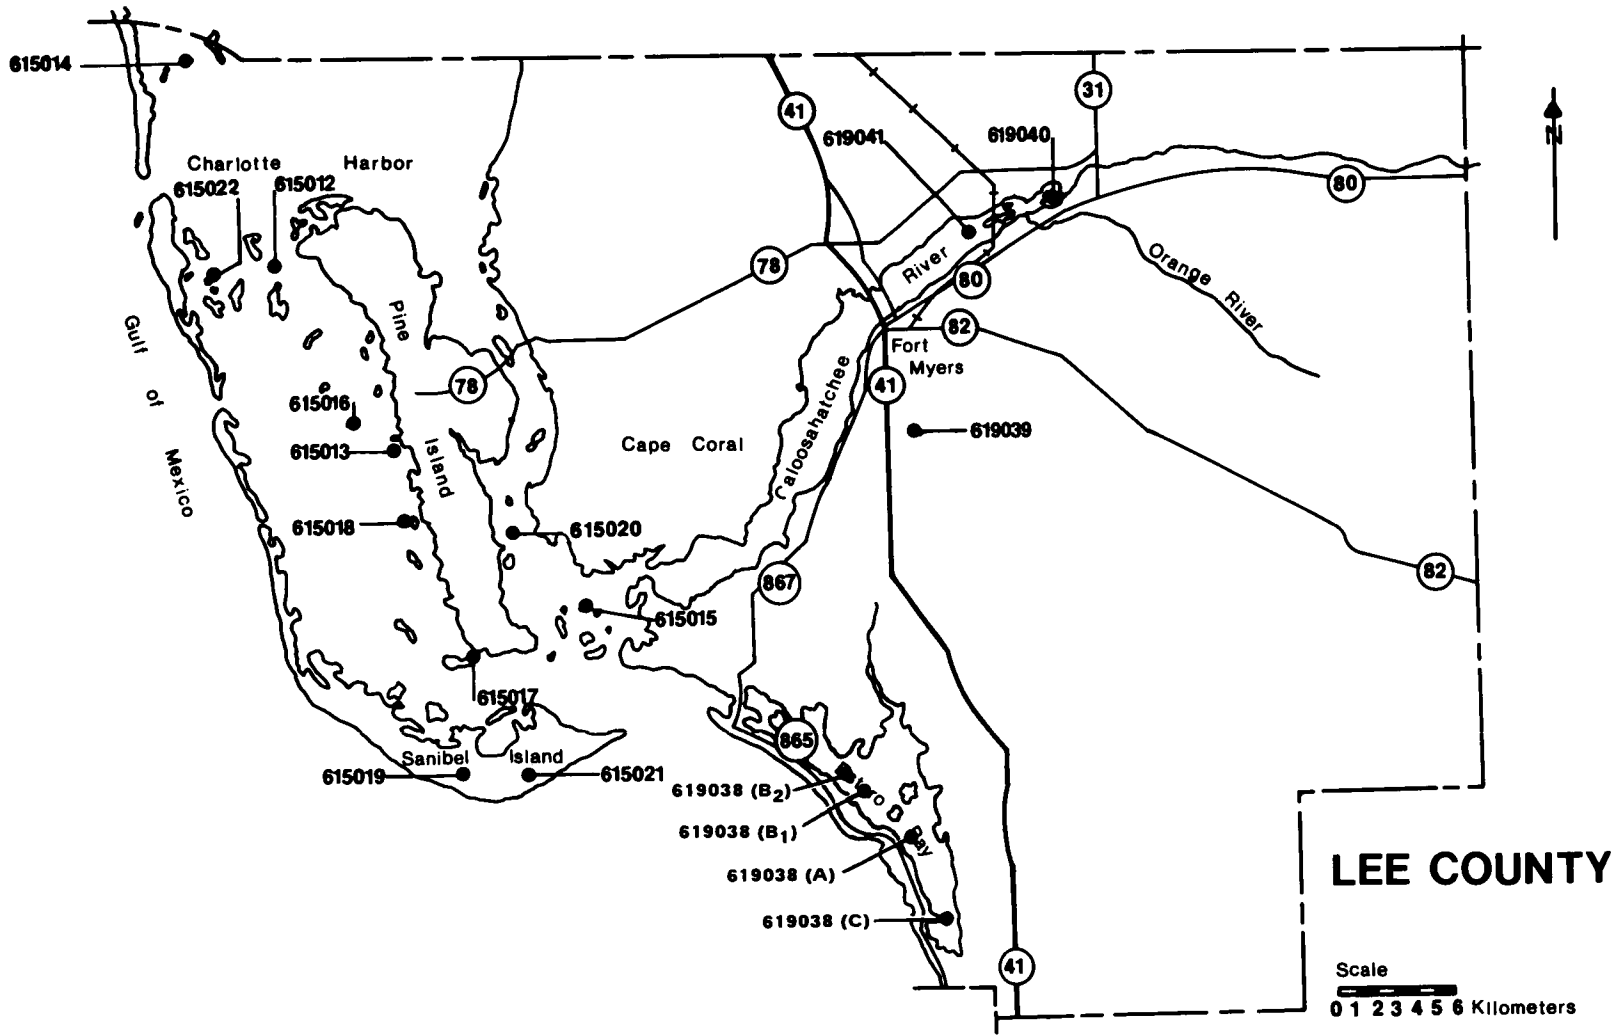 615014
41
31
N
619041
619040
Charlotte Harbor
615022
615012
80
Orange River
78
River
80
Pine Island
Gulf of Mexico
82
Fort
Myers
78
41
615016
Caloosahatchee
619039
615013
Cape Coral
615018
615020
82
867
615015
615017
865
Sanibel Island
615019
615021
619038 (B2)
619038 (B1)
Bay
619038 (A)
LEE COUNTY
619038 (C)
41
Scale
0 1 2 3 4 5 6 Kilometers